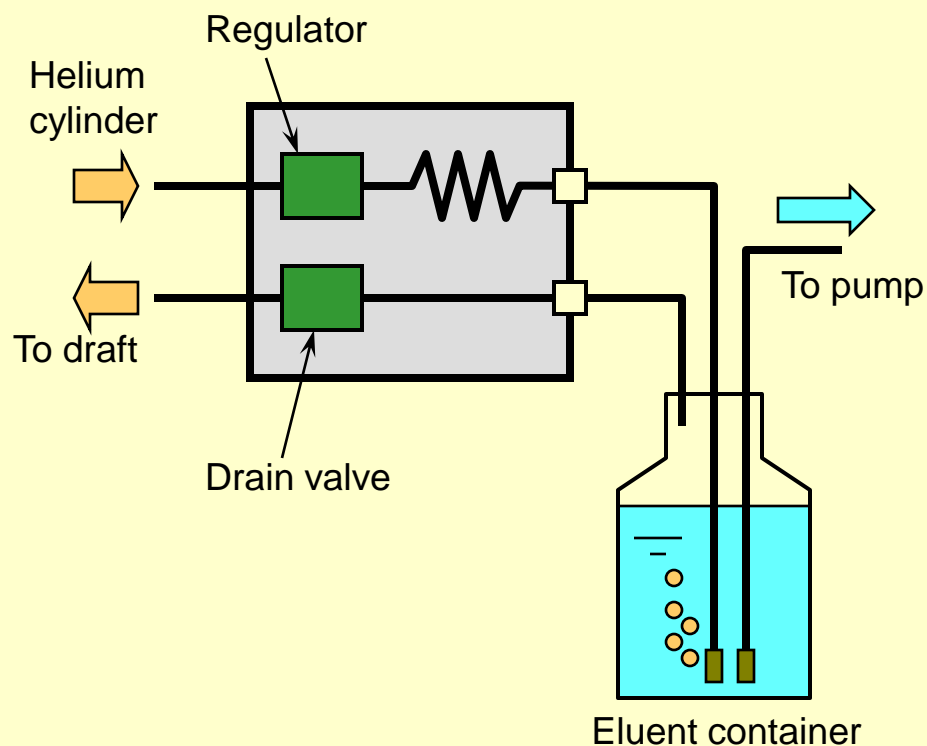 Regulator
Helium
cylinder
To pump
To draft
Drain valve
Eluent container